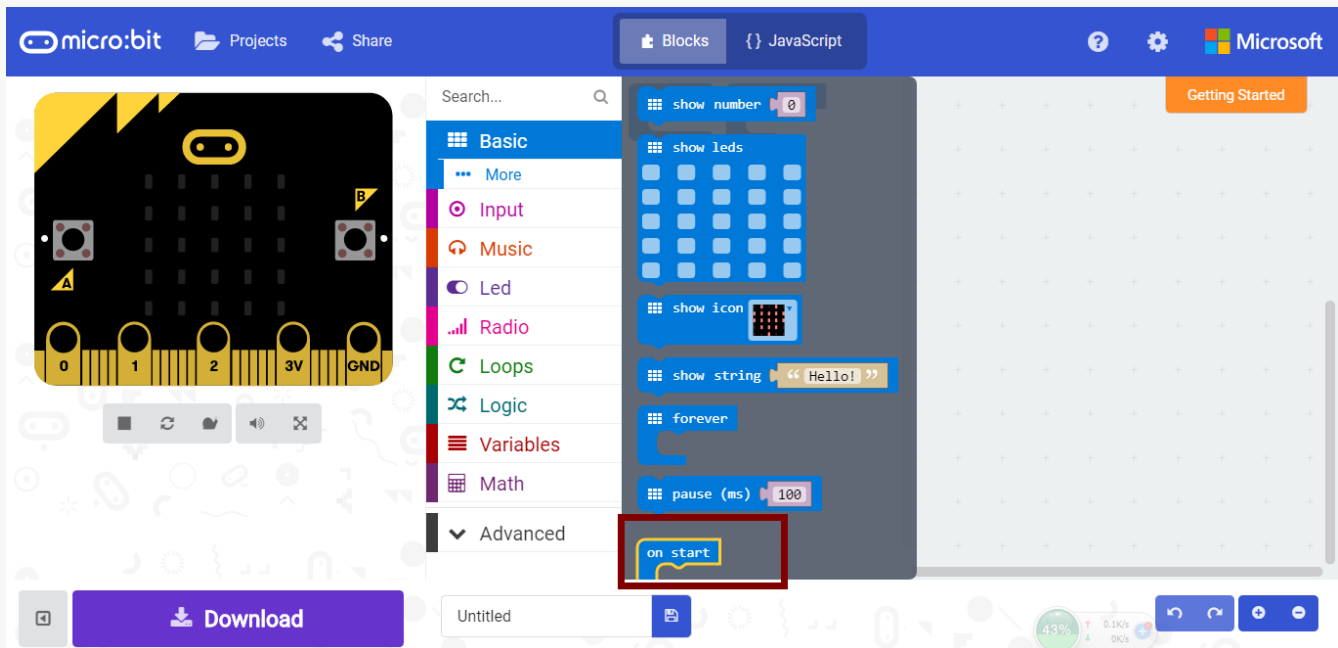 micro:bit Projects Share Blocks {} JavaScript ? Microsoft
Getting Started
Search...
Basic
More
Input
Music
Led
Radio
Loops
Logic
Variables
Math
Advanced
show number 0
show leds
show icon
show string “ Hello! ”
forever
pause (ms) 100
on start
B
A
0 1 2 3V GND
Download
Untitled
43% 0.1K/s
0K/s